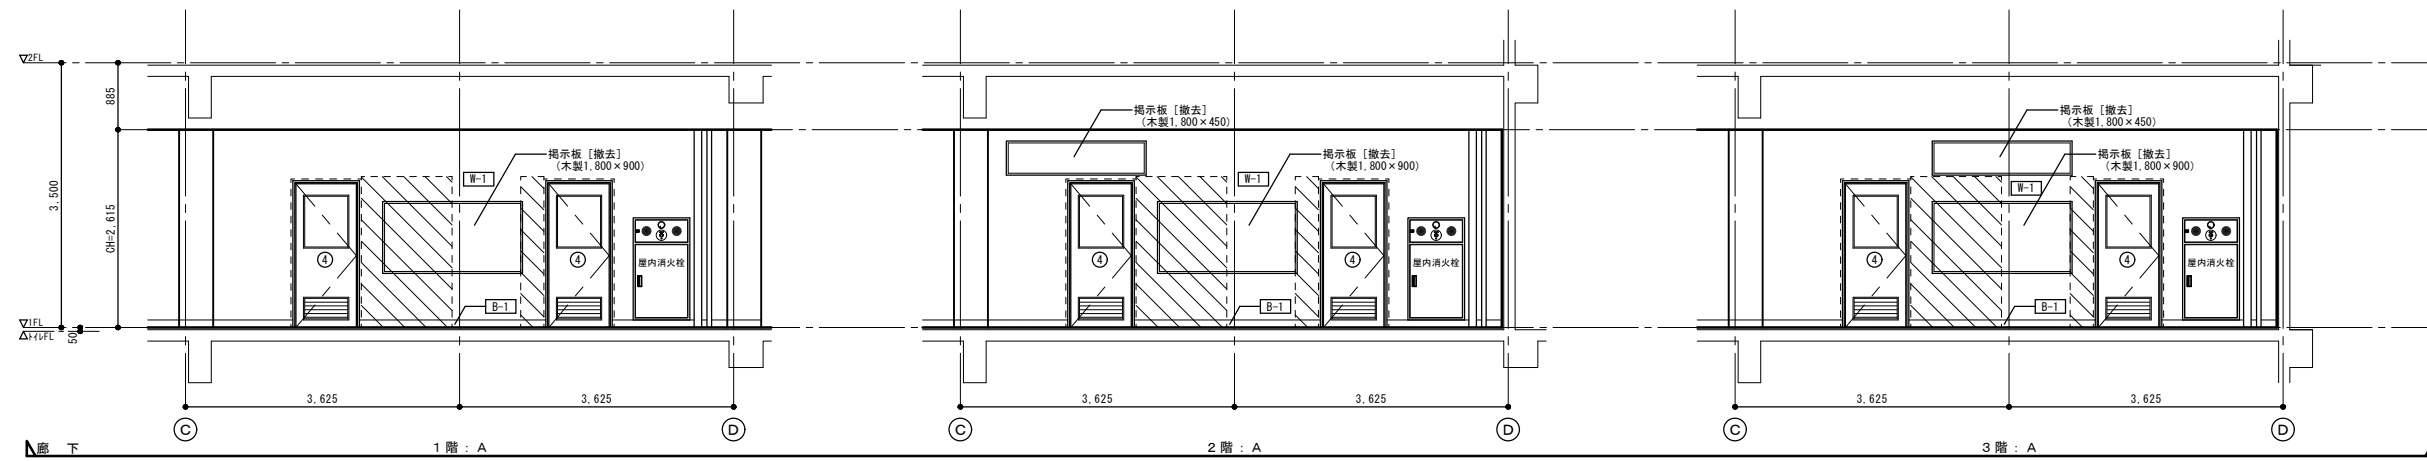 ▽2FL
885
3,500
CH=2,615
▽1FL
△トイレFL
50
掲示板 [撤去]
(木製1,800×900)
W-1
④
④
屋内消火栓
B-1
3,625
3,625
C
D
掲示板 [撤去]
(木製1,800×450)
掲示板 [撤去]
(木製1,800×900)
W-1
④
④
屋内消火栓
B-1
3,625
3,625
C
D
掲示板 [撤去]
(木製1,800×450)
掲示板 [撤去]
(木製1,800×900)
W-1
④
④
屋内消火栓
B-1
3,625
3,625
C
D
廊 下
1階：A
2階：A
3階：A